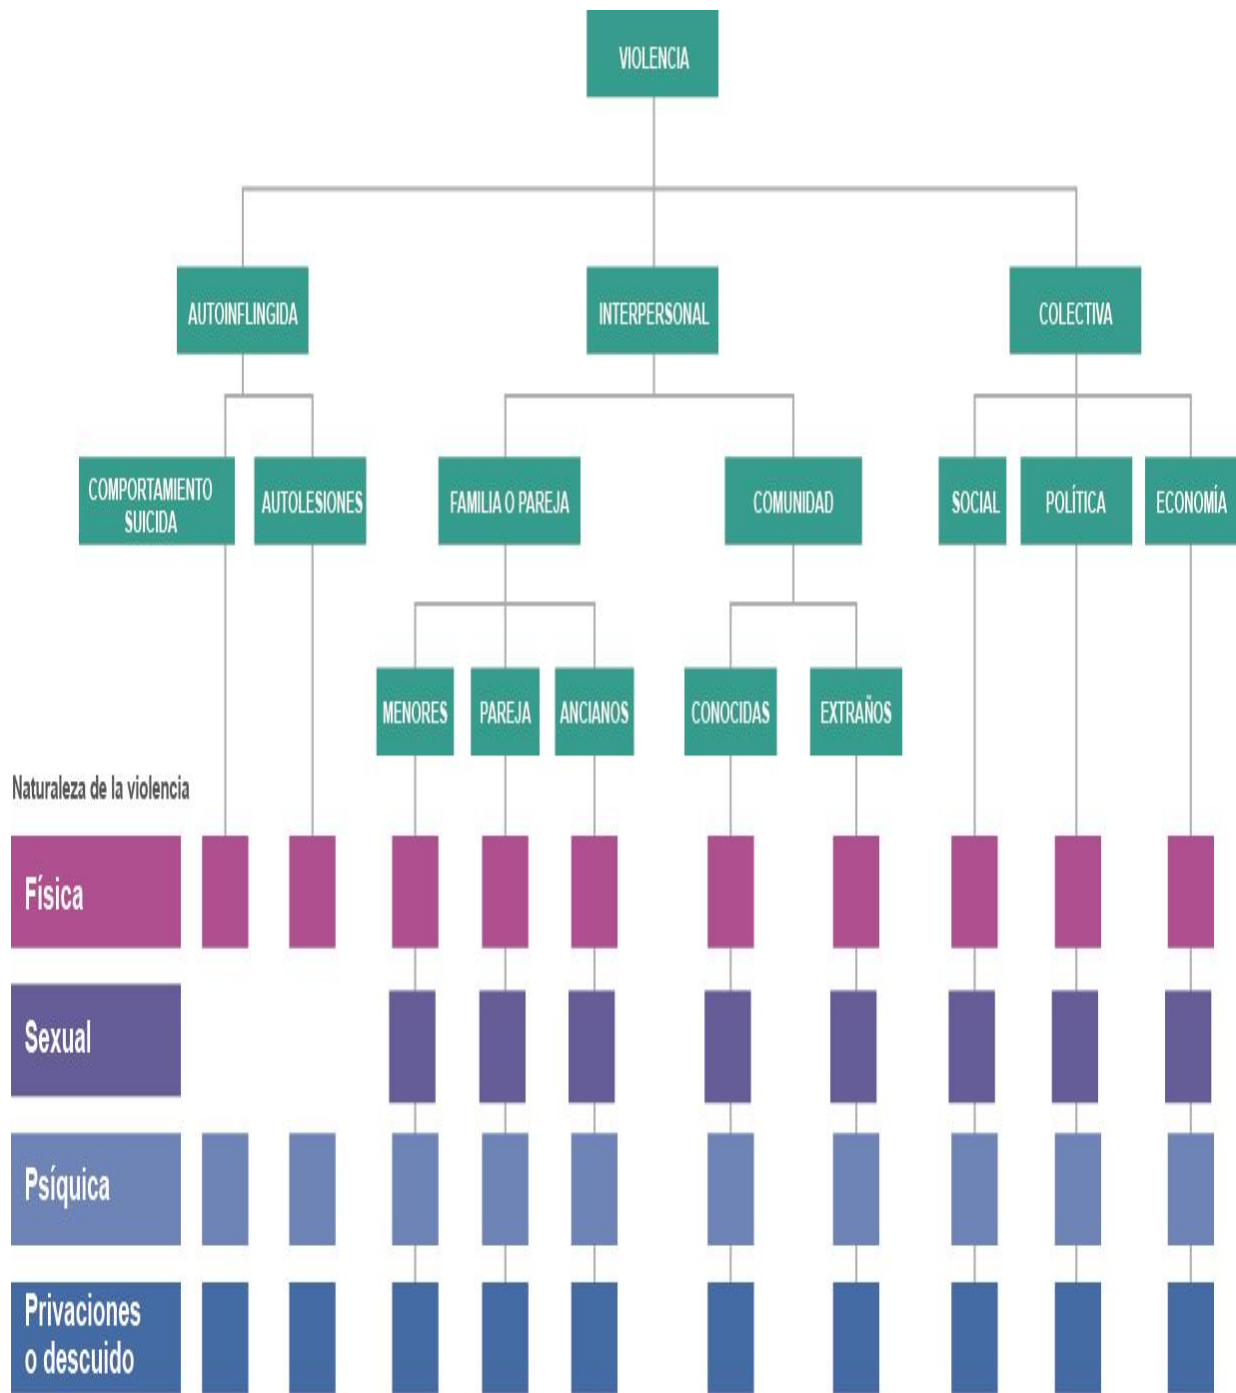 VIOLENCIA
AUTOINFLINGIDA
INTERPERSONAL
COLECTIVA
COMPORTAMIENTO
SUICIDA
AUTOLESIONES
FAMILIA O PAREJA
COMUNIDAD
SOCIAL
POLÍTICA
ECONOMÍA
MENORES
PAREJA
ANCIANOS
CONOCIDAS
EXTRAÑOS
Naturaleza de la violencia
Física
Sexual
Psíquica
Privaciones
o descuido